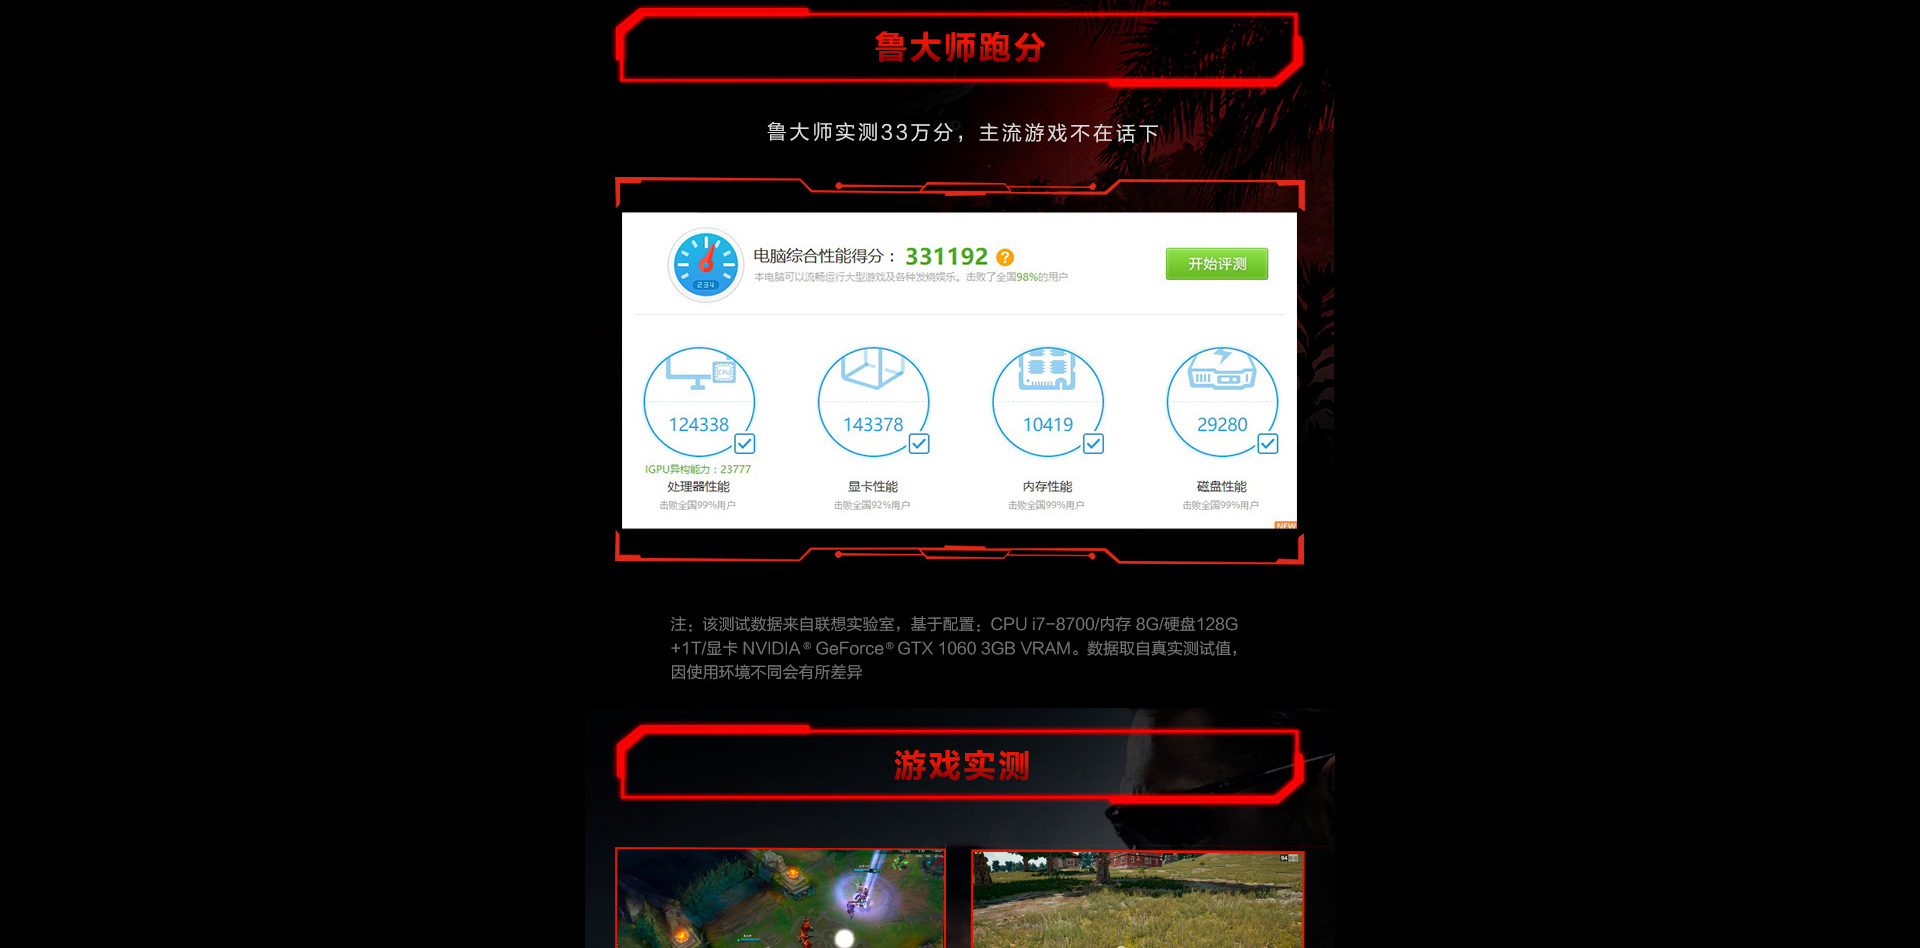 鲁大师跑分
鲁大师实测33万分，主流游戏不在话下
电脑综合性能得分： 331192 ?
本电脑可以流畅运行大型游戏及各种发烧娱乐。击败了全国98%的用户
开始评测
234
CPU
124338
143378
10419
29280
IGPU异构能力：23777
处理器性能
显卡性能
内存性能
磁盘性能
击败全国99%用户
击败全国92%用户
击败全国99%用户
击败全国99%用户
NEW
注：该测试数据来自联想实验室，基于配置：CPU i7-8700/内存 8G/硬盘128G
+1T/显卡 NVIDIA® GeForce® GTX 1060 3GB VRAM。数据取自真实测试值，
因使用环境不同会有所差异
游戏实测
94